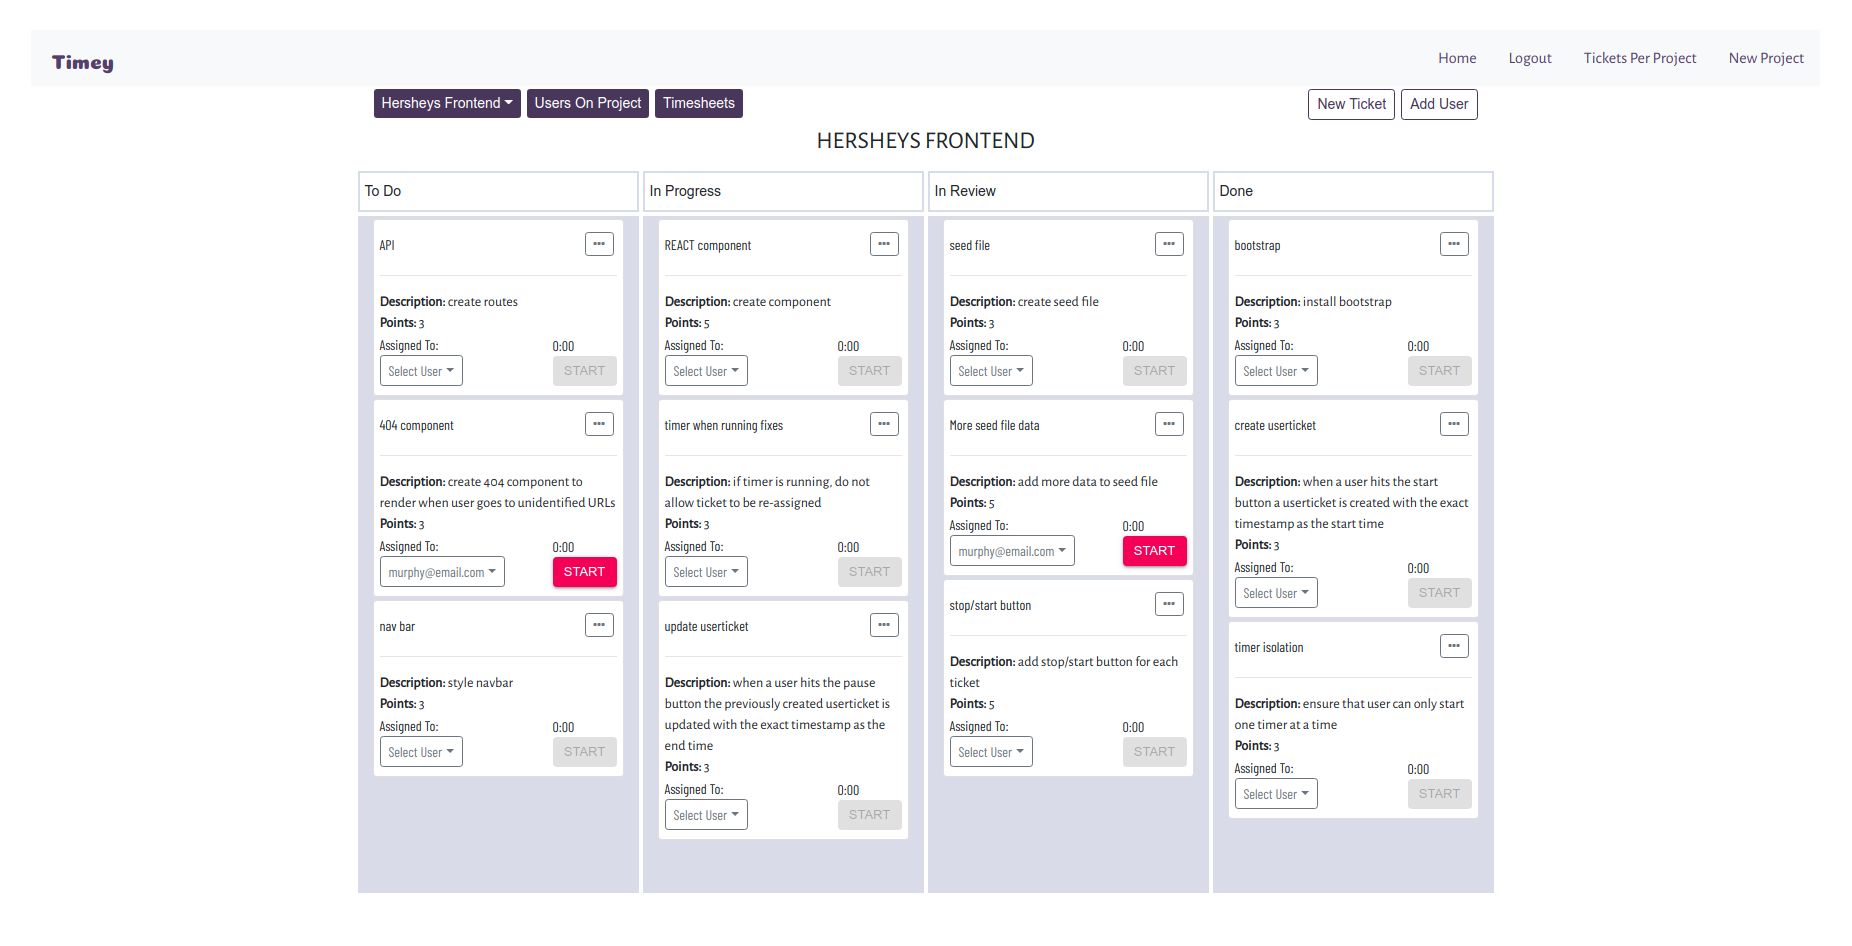 Timey
Home
Logout
Tickets Per Project
New Project
Hersheys Frontend
Users On Project
Timesheets
New Ticket
Add User
HERSHEYS FRONTEND
To Do
API
Description: create routes
Points: 3
Assigned To:
0:00
Select User
START
404 component
Description: create 404 component to
render when user goes to unidentified URLs
Points: 3
Assigned To:
0:00
murphy@email.com
START
nav bar
Description: style navbar
Points: 3
Assigned To:
0:00
Select User
START
In Progress
REACT component
Description: create component
Points: 5
Assigned To:
0:00
Select User
START
timer when running fixes
Description: if timer is running, do not
allow ticket to be re-assigned
Points: 3
Assigned To:
0:00
Select User
START
update userticket
Description: when a user hits the pause
button the previously created userticket is
updated with the exact timestamp as the
end time
Points: 3
Assigned To:
0:00
Select User
START
In Review
seed file
Description: create seed file
Points: 3
Assigned To:
0:00
Select User
START
More seed file data
Description: add more data to seed file
Points: 5
Assigned To:
0:00
murphy@email.com
START
stop/start button
Description: add stop/start button for each
ticket
Points: 5
Assigned To:
0:00
Select User
START
Done
bootstrap
Description: install bootstrap
Points: 3
Assigned To:
0:00
Select User
START
create userticket
Description: when a user hits the start
button a userticket is created with the exact
timestamp as the start time
Points: 3
Assigned To:
0:00
Select User
START
timer isolation
Description: ensure that user can only start
one timer at a time
Points: 3
Assigned To:
0:00
Select User
START